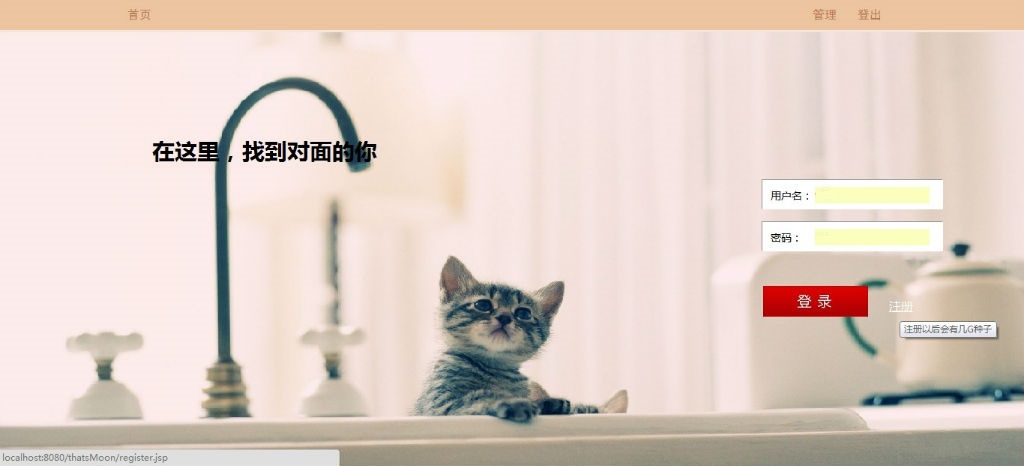 首页
管理 登出
在这里，找到对面的你
用户名：
密码：
登 录
注册
注册以后会有几G种子
localhost:8080/thatsMoon/register.jsp